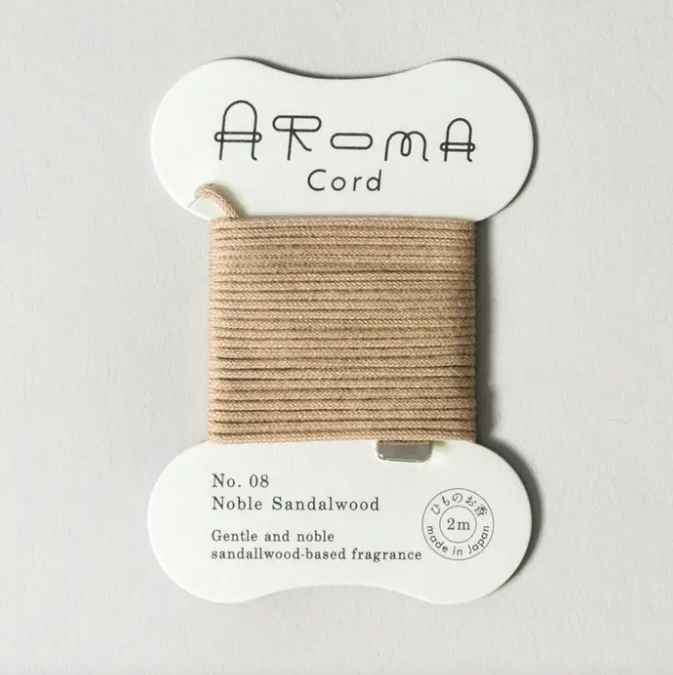 AROMA
Cord
No. 08
Noble Sandalwood
Gentle and noble
sandallwood-based fragrance
ひものお香
2m
made in Japan